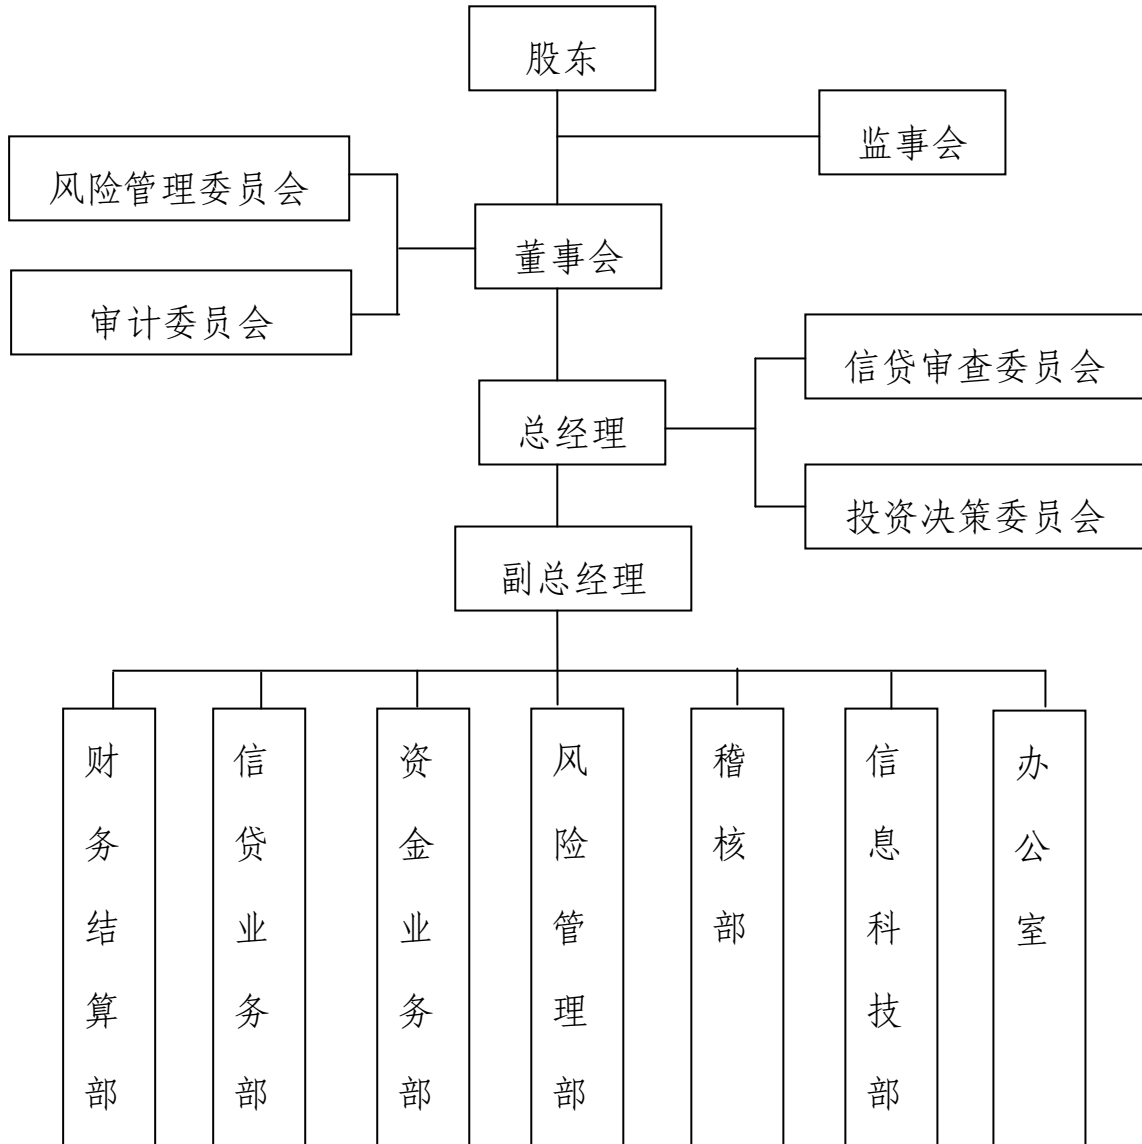 股东
监事会
风险管理委员会
董事会
审计委员会
信贷审查委员会
总经理
投资决策委员会
副总经理
财务结算部
信贷业务部
资金业务部
风险管理部
稽核部
信息科技部
办公室